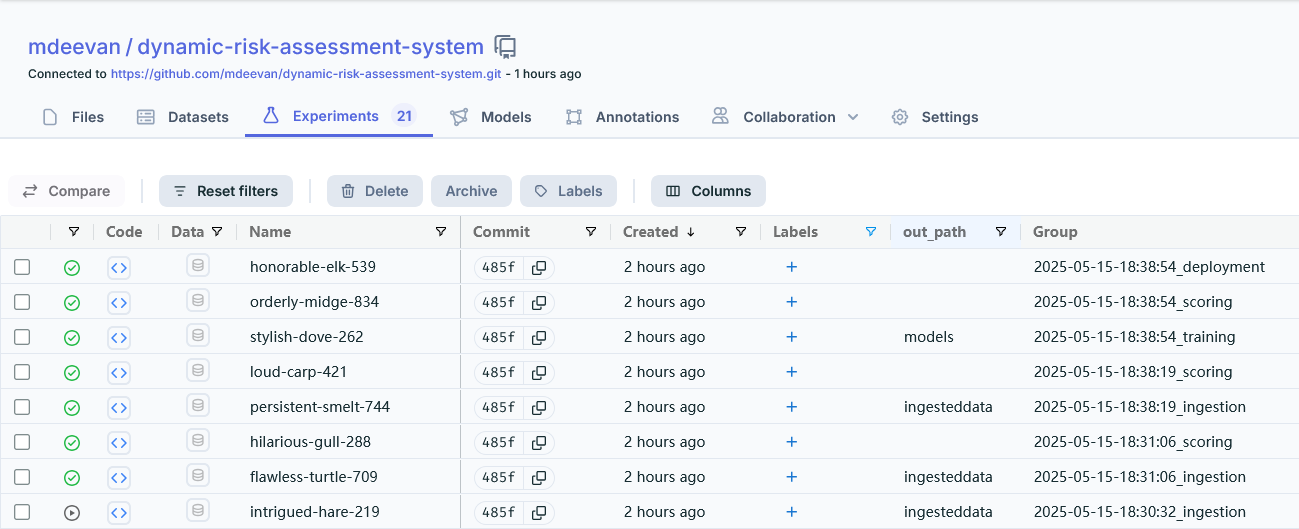 mdeevan / dynamic-risk-assessment-system
Connected to https://github.com/mdeevan/dynamic-risk-assessment-system.git - 1 hours ago
Files Datasets Experiments 21 Models Annotations Collaboration Settings
Compare Reset filters Delete Archive Labels Columns
Code Data Name Commit Created Labels out_path Group
honorable-elk-539 485f 2 hours ago + 2025-05-15-18:38:54_deployment
orderly-midge-834 485f 2 hours ago + 2025-05-15-18:38:54_scoring
stylish-dove-262 485f 2 hours ago + models 2025-05-15-18:38:54_training
loud-carp-421 485f 2 hours ago + 2025-05-15-18:38:19_scoring
persistent-smelt-744 485f 2 hours ago + ingesteddata 2025-05-15-18:38:19_ingestion
hilarious-gull-288 485f 2 hours ago + 2025-05-15-18:31:06_scoring
flawless-turtle-709 485f 2 hours ago + ingesteddata 2025-05-15-18:31:06_ingestion
intrigued-hare-219 485f 2 hours ago + ingesteddata 2025-05-15-18:30:32_ingestion